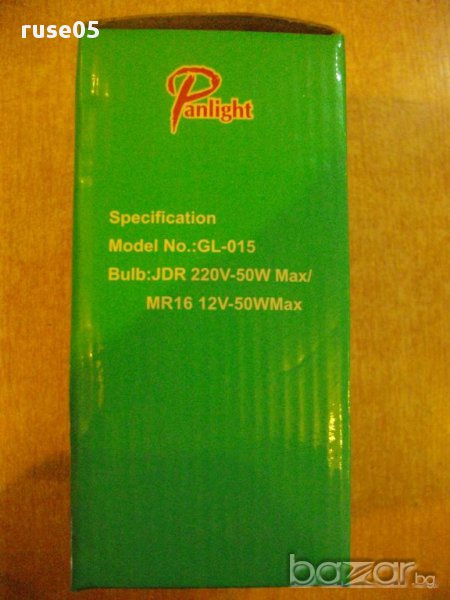 ruse05
Panlight
Specification
Model No.:GL-015
Bulb:JDR 220V-50W Max/
MR16 12V-50WMax
bazar.bg